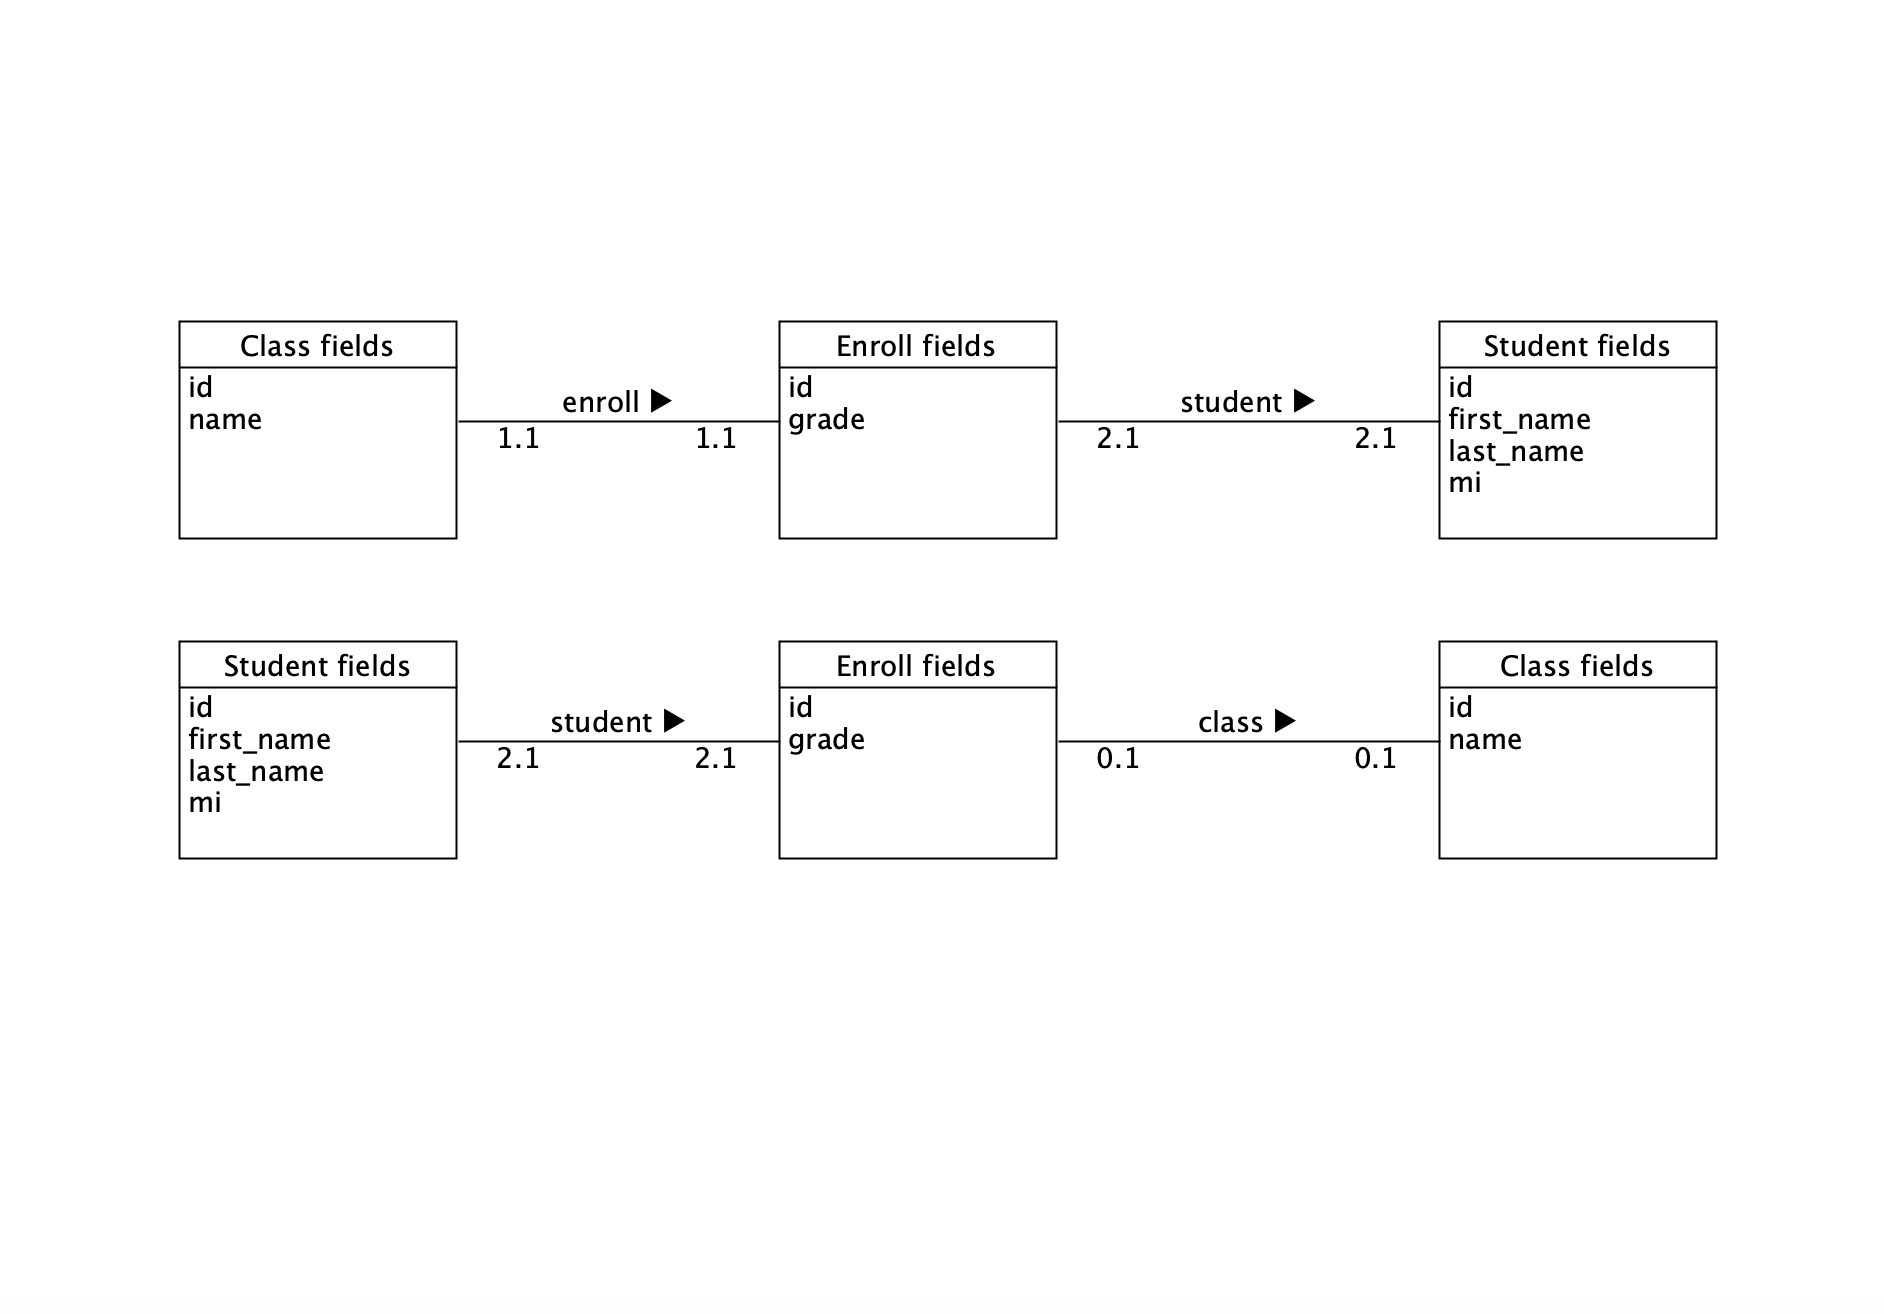 Class fields
id
name
enroll ▶
1.1 1.1
Enroll fields
id
grade
student ▶
2.1 2.1
Student fields
id
first_name
last_name
mi
Student fields
id
first_name
last_name
mi
student ▶
2.1 2.1
Enroll fields
id
grade
class ▶
0.1 0.1
Class fields
id
name